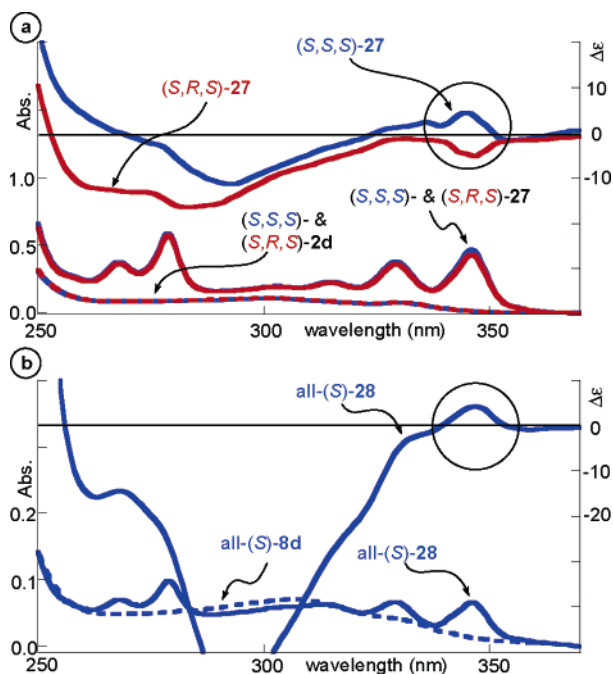 a
(S,S,S)-27
(S,R,S)-27
Abs.
1.0
0.5
0.0
Δε
20
10
0
-10
(S,S,S)- &
(S,R,S)-2d
(S,S,S)- & (S,R,S)-27
250
300
wavelength (nm)
350
b
all-(S)-28
Abs.
0.2
0.1
0.0
Δε
0
-10
-20
all-(S)-8d
all-(S)-28
250
300
wavelength (nm)
350